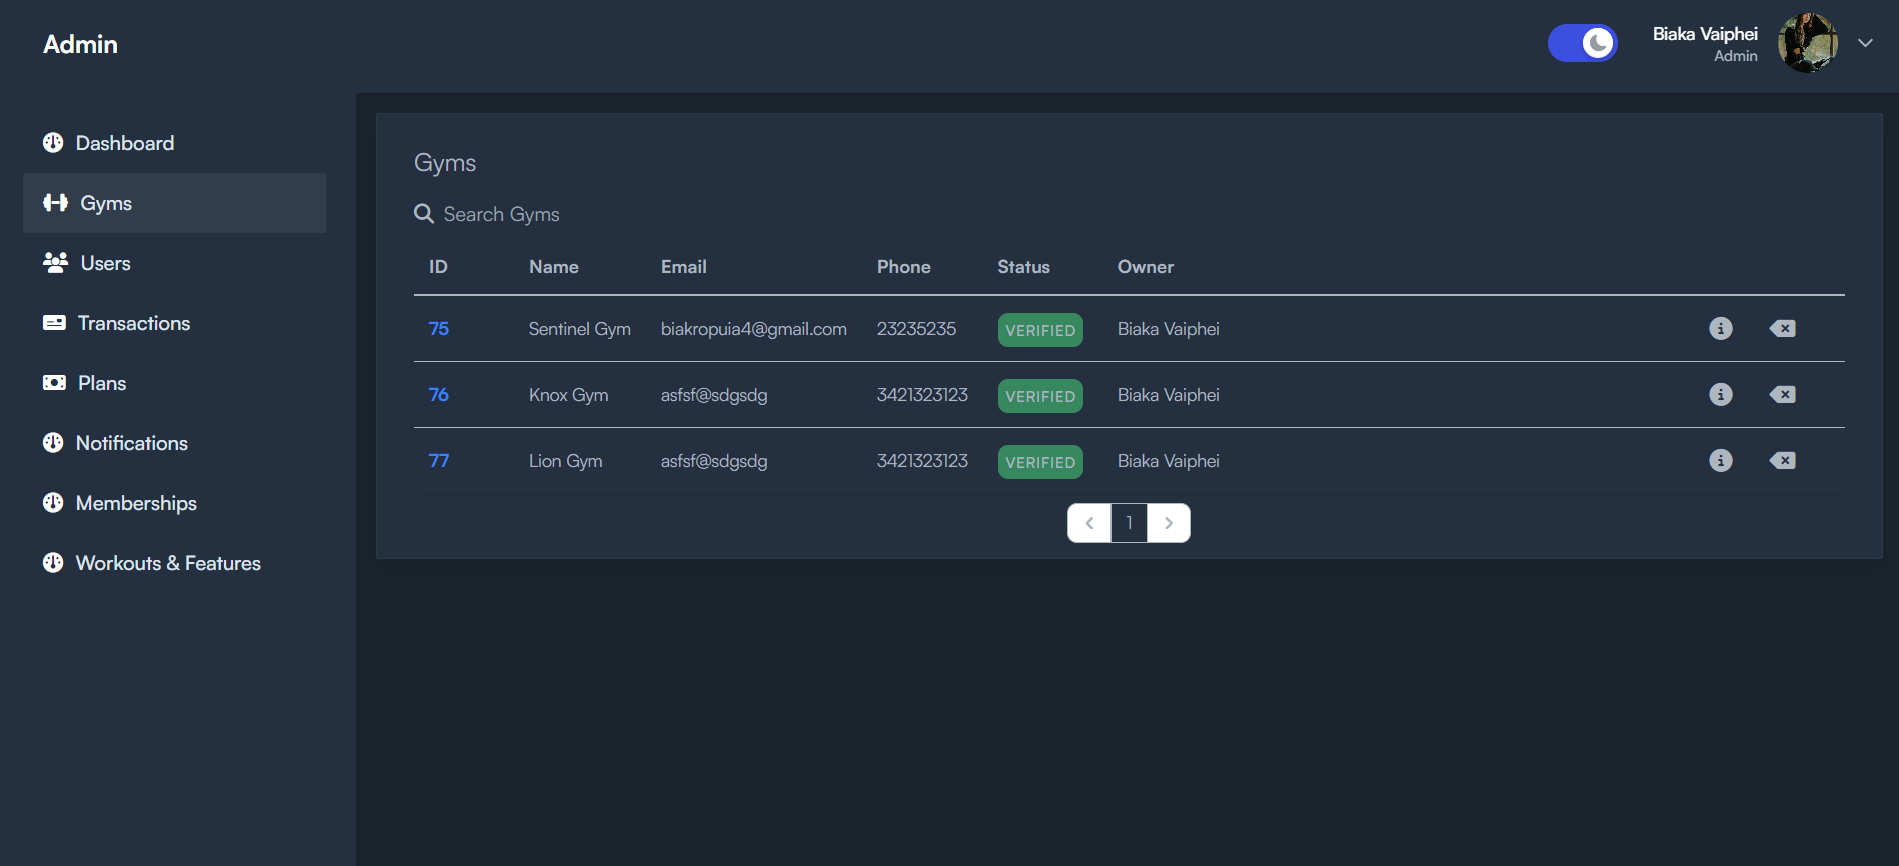 Admin
Biaka Vaiphei
Admin
Dashboard
Gyms
Users
Transactions
Plans
Notifications
Memberships
Workouts & Features
Gyms
Search Gyms
ID Name Email Phone Status Owner
75 Sentinel Gym biakropuia4@gmail.com 23235235 VERIFIED Biaka Vaiphei
76 Knox Gym asfsf@sdgsdg 3421323123 VERIFIED Biaka Vaiphei
77 Lion Gym asfsf@sdgsdg 3421323123 VERIFIED Biaka Vaiphei
1